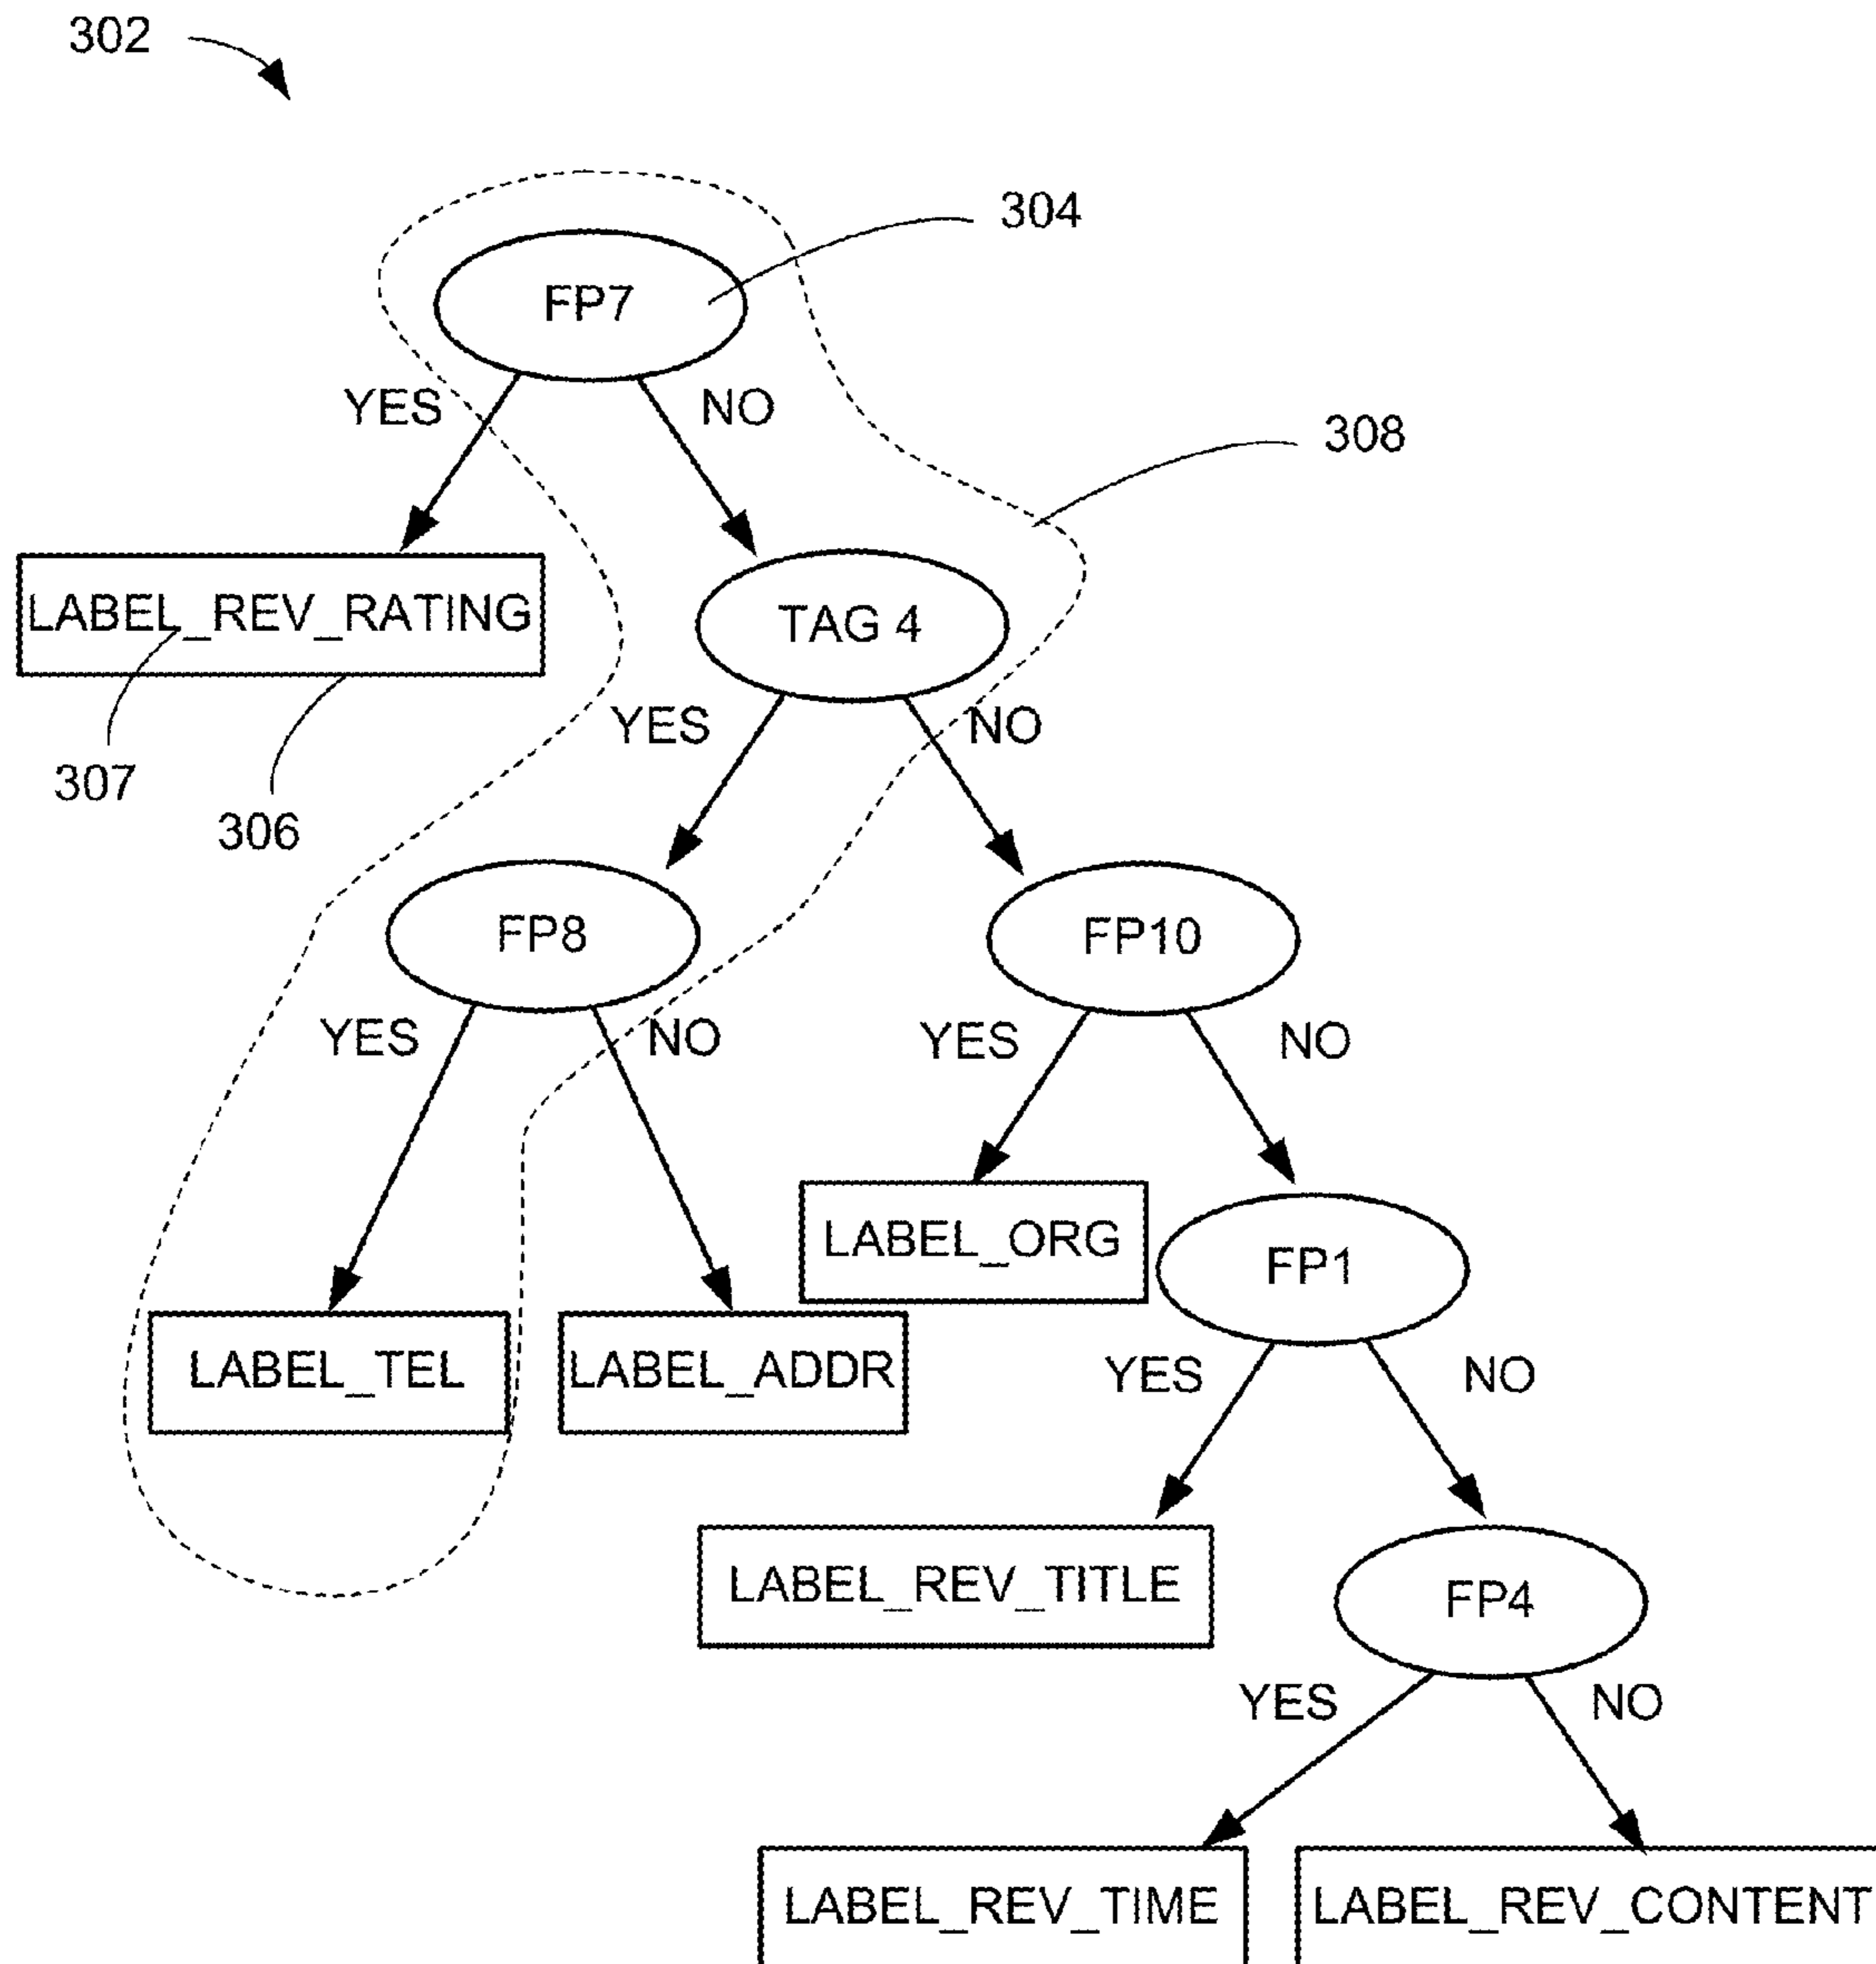 302
304
FP7
YES
NO
308
LABEL_REV_RATING
TAG 4
307
306
YES
NO
FP8
FP10
YES
NO
YES
NO
LABEL_ORG
FP1
LABEL_TEL
LABEL_ADDR
YES
NO
LABEL_REV_TITLE
FP4
YES
NO
LABEL_REV_TIME
LABEL_REV_CONTENT